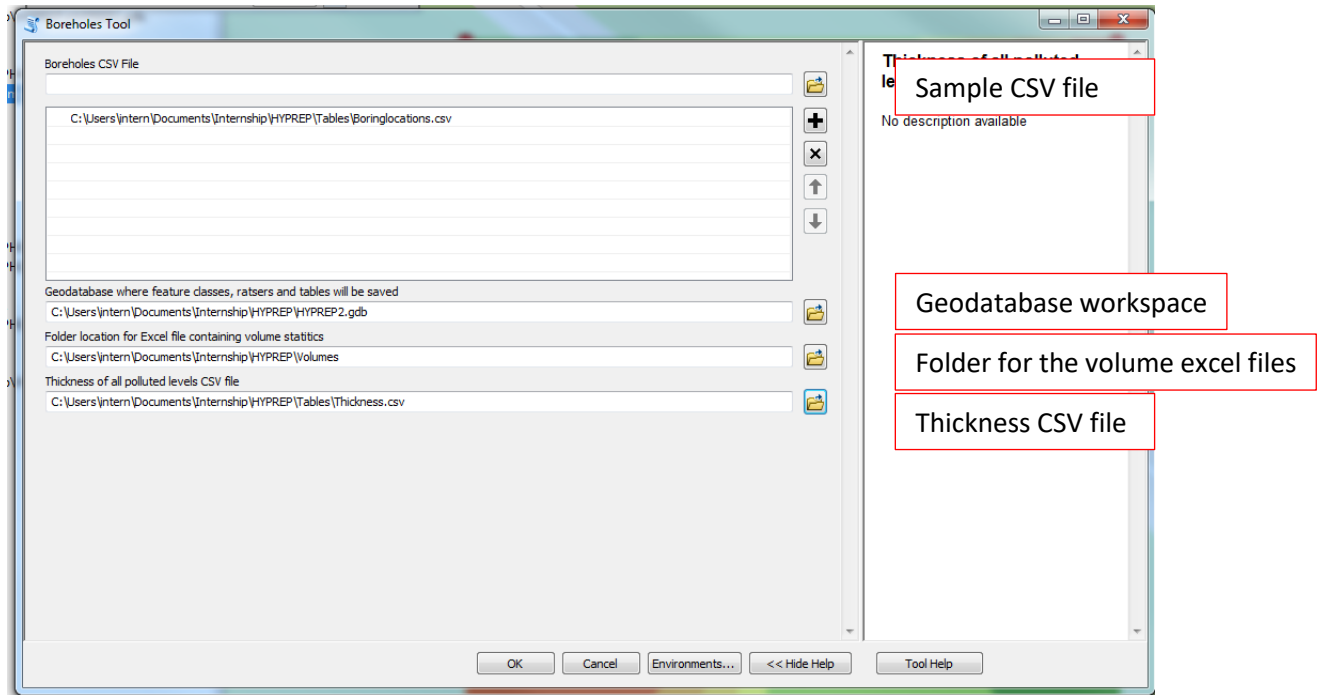 Boreholes Tool
Boreholes CSV File
C:\Users\intern\Documents\Internship\HYPREP\Tables\Boringlocations.csv
Geodatabase where feature classes, ratsers and tables will be saved
C:\Users\intern\Documents\Internship\HYPREP\HYPREP2.gdb
Folder location for Excel file containing volume statitics
C:\Users\intern\Documents\Internship\HYPREP\Volumes
Thickness of all polluted levels CSV file
C:\Users\intern\Documents\Internship\HYPREP\Tables\Thickness.csv
OK Cancel Environments... << Hide Help Tool Help
Thickness of all polluted
Sample CSV file
No description available
Geodatabase workspace
Folder for the volume excel files
Thickness CSV file